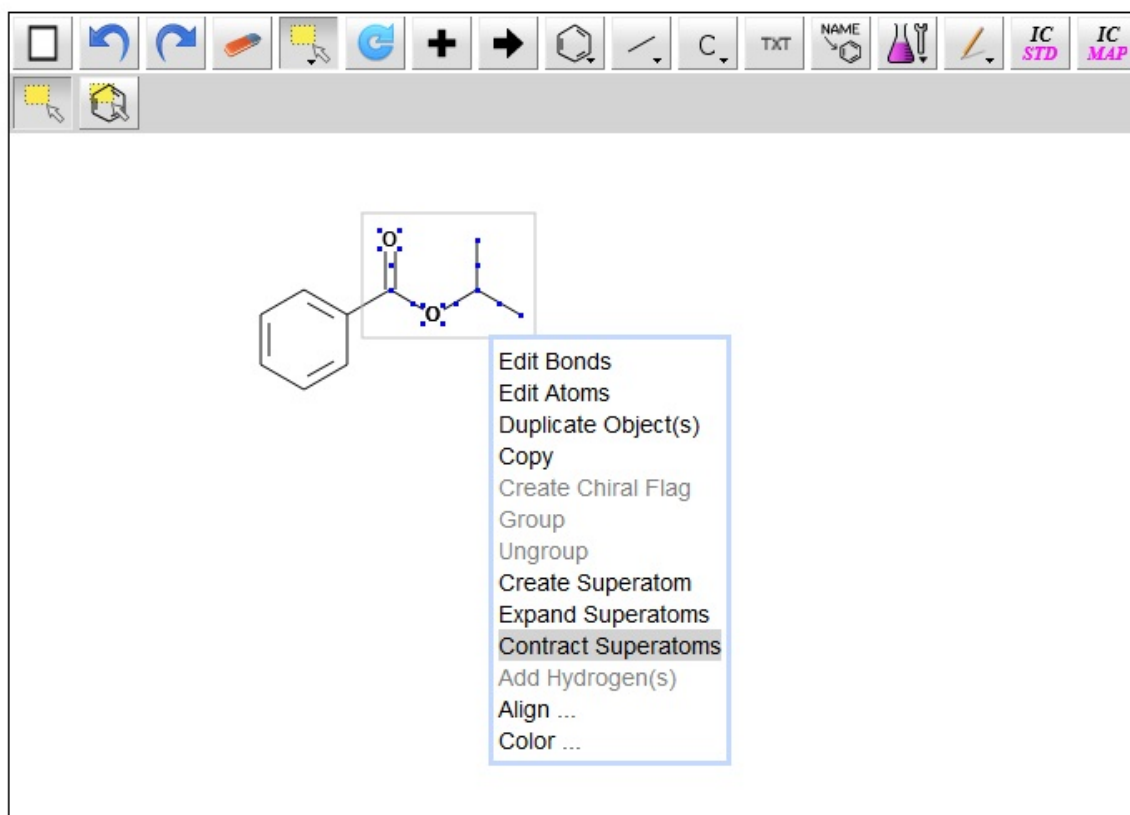 C
TXT
NAME
IC
STD
IC
MAP
O
O
Edit Bonds
Edit Atoms
Duplicate Object(s)
Copy
Create Chiral Flag
Group
Ungroup
Create Superatom
Expand Superatoms
Contract Superatoms
Add Hydrogen(s)
Align ...
Color ...